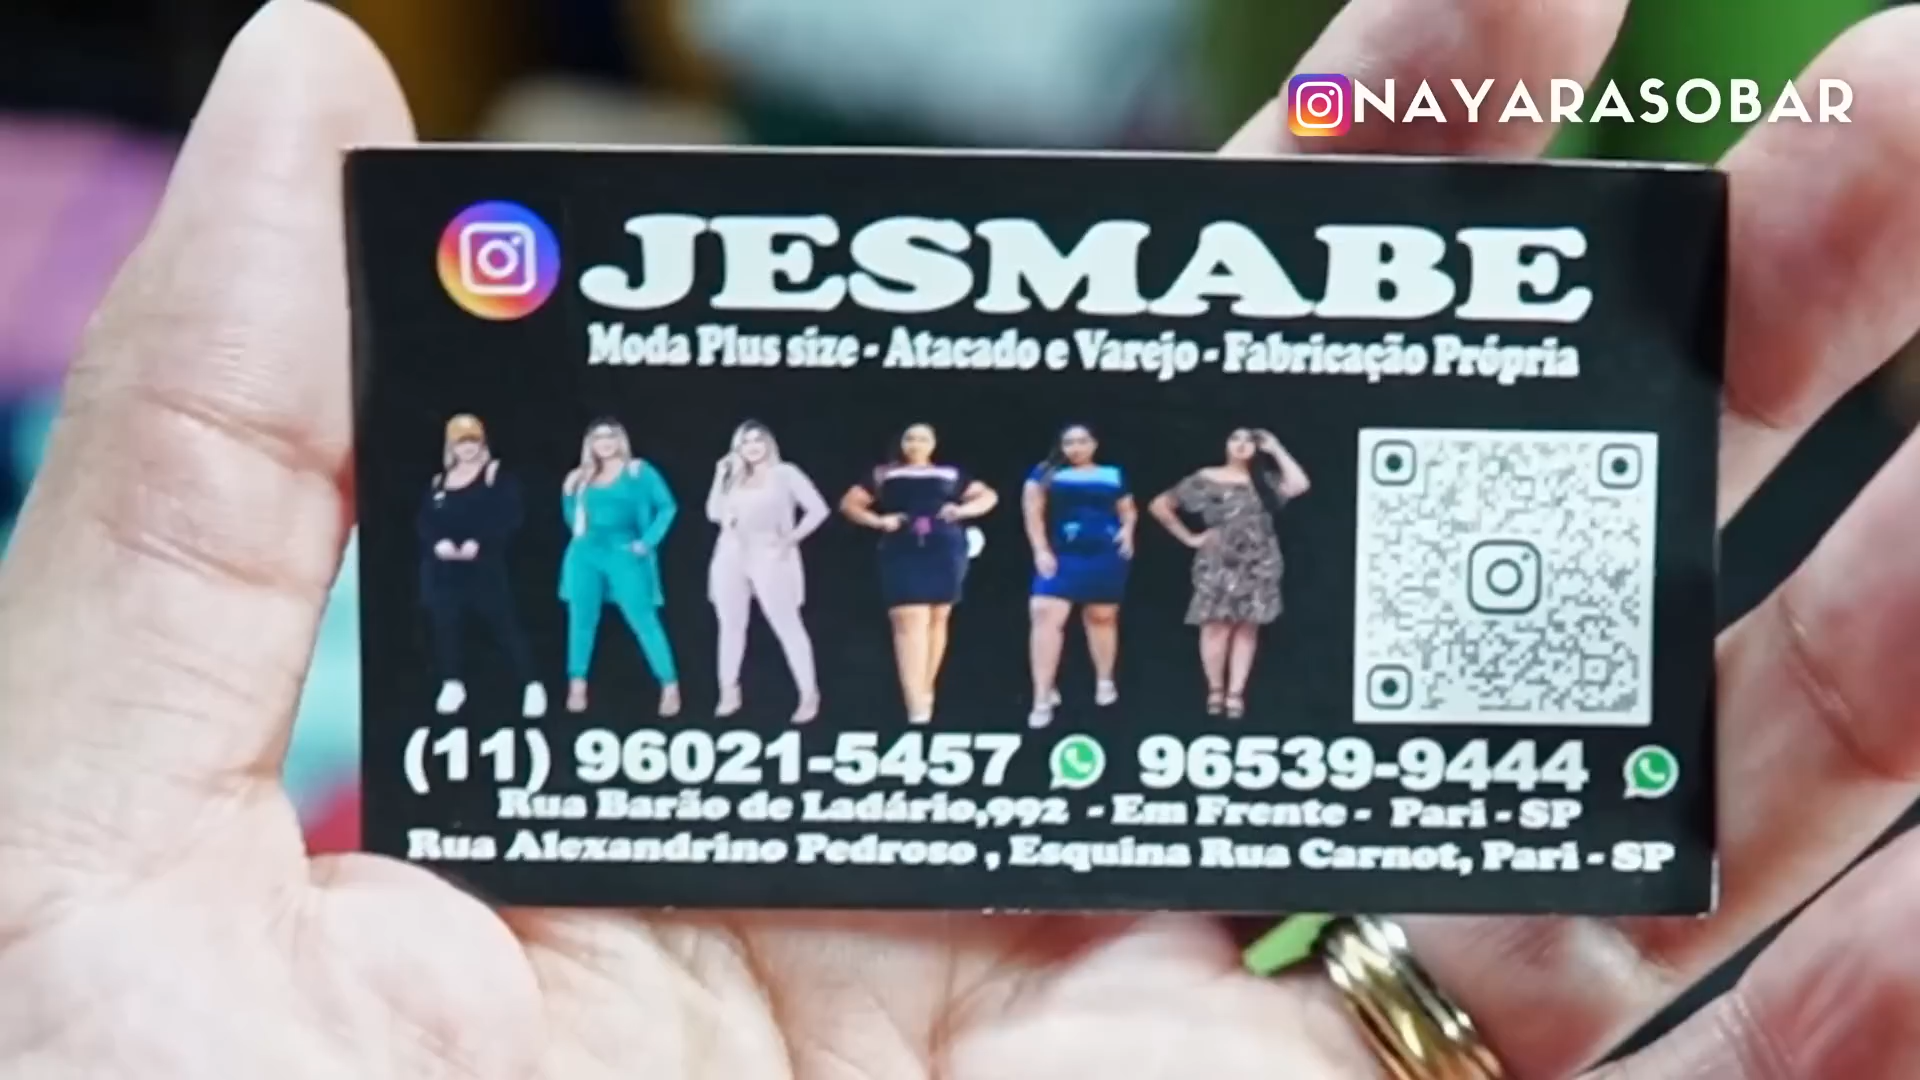 NAYARASOBAR
JESMABE
Moda Plus size - Atacado e Varejo - Fabricação Própria
(11) 96021-5457 96539-9444
Rua Barão de Ladário,992 - Em Frente - Pari - SP
Rua Alexandrino Pedroso , Esquina Rua Carnot, Pari - SP